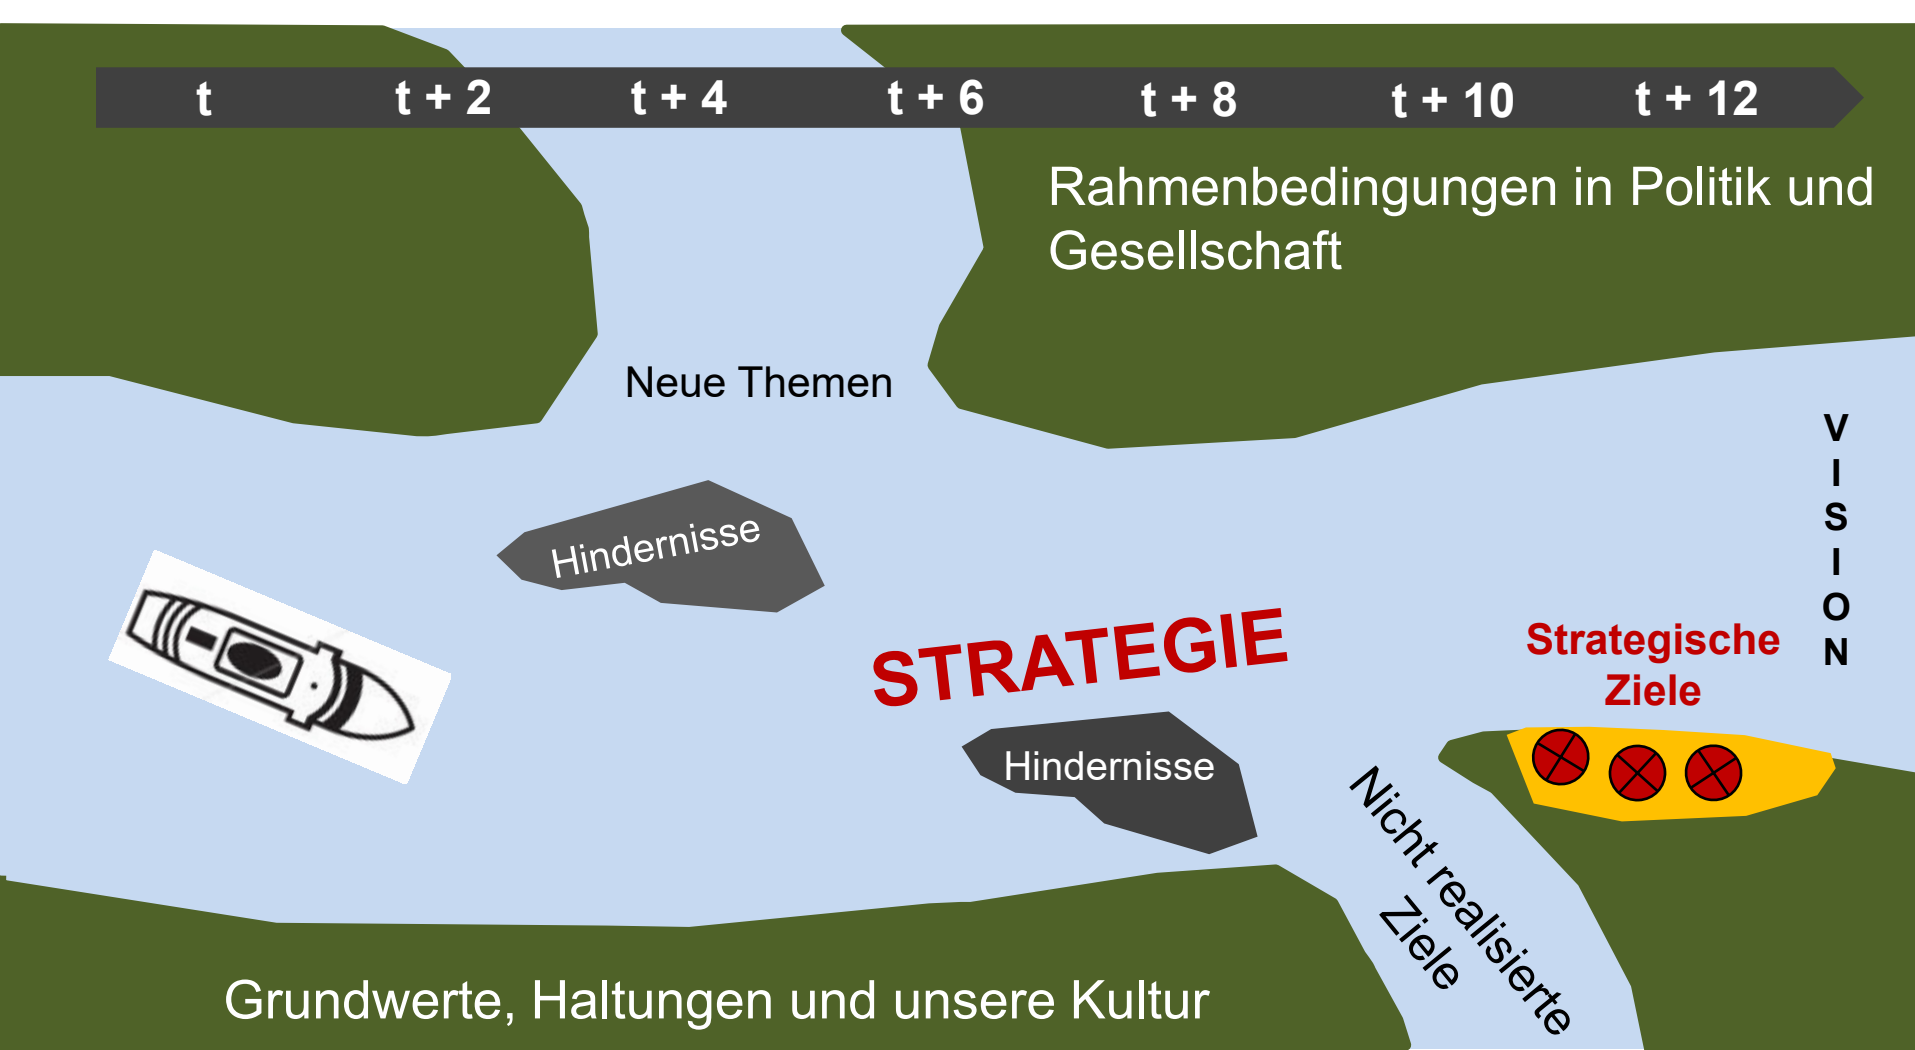 t
t + 2
t + 4
t + 6
t + 8
t + 10
t + 12
Rahmenbedingungen in Politik und
Gesellschaft
Neue Themen
VISION
Hindernisse
STRATEGIE
Strategische
Ziele
Hindernisse
Nicht realisierte
Ziele
Grundwerte, Haltungen und unsere Kultur